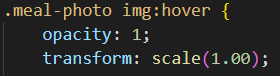 .meal-photo img:hover {
    opacity: 1;
    transform: scale(1.00);